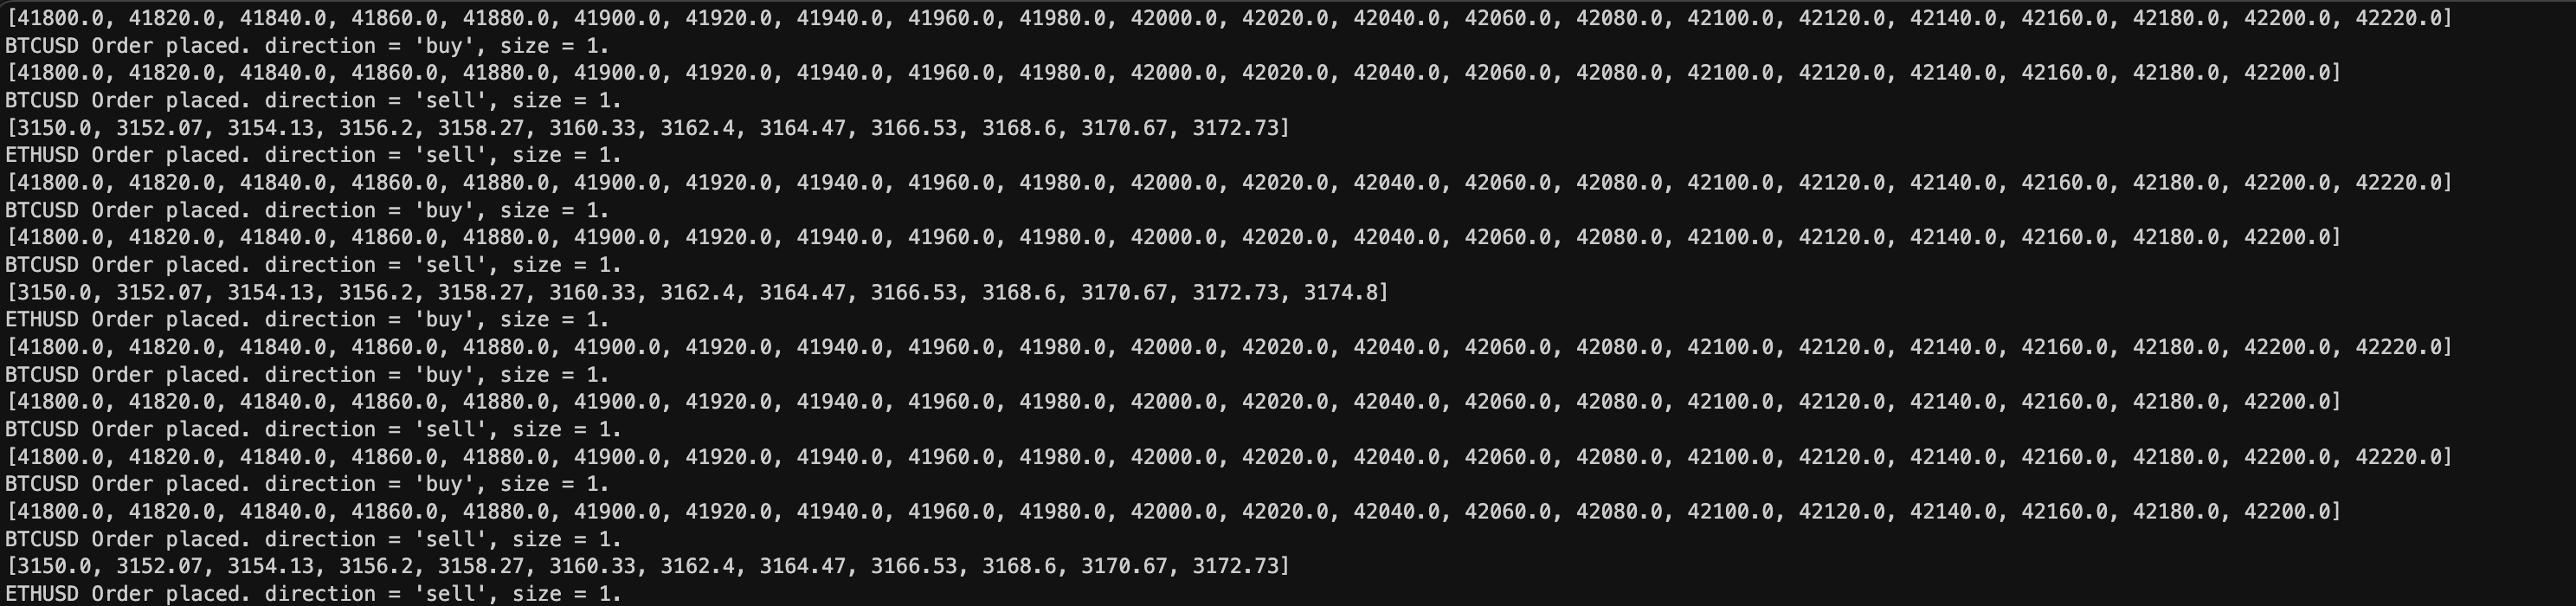 [41800.0, 41820.0, 41840.0, 41860.0, 41880.0, 41900.0, 41920.0, 41940.0, 41960.0, 41980.0, 42000.0, 42020.0, 42040.0, 42060.0, 42080.0, 42100.0, 42120.0, 42140.0, 42160.0, 42180.0, 42200.0, 42220.0]
BTCUSD Order placed. direction = 'buy', size = 1.
[41800.0, 41820.0, 41840.0, 41860.0, 41880.0, 41900.0, 41920.0, 41940.0, 41960.0, 41980.0, 42000.0, 42020.0, 42040.0, 42060.0, 42080.0, 42100.0, 42120.0, 42140.0, 42160.0, 42180.0, 42200.0]
BTCUSD Order placed. direction = 'sell', size = 1.
[3150.0, 3152.07, 3154.13, 3156.2, 3158.27, 3160.33, 3162.4, 3164.47, 3166.53, 3168.6, 3170.67, 3172.73]
ETHUSD Order placed. direction = 'sell', size = 1.
[41800.0, 41820.0, 41840.0, 41860.0, 41880.0, 41900.0, 41920.0, 41940.0, 41960.0, 41980.0, 42000.0, 42020.0, 42040.0, 42060.0, 42080.0, 42100.0, 42120.0, 42140.0, 42160.0, 42180.0, 42200.0, 42220.0]
BTCUSD Order placed. direction = 'buy', size = 1.
[41800.0, 41820.0, 41840.0, 41860.0, 41880.0, 41900.0, 41920.0, 41940.0, 41960.0, 41980.0, 42000.0, 42020.0, 42040.0, 42060.0, 42080.0, 42100.0, 42120.0, 42140.0, 42160.0, 42180.0, 42200.0]
BTCUSD Order placed. direction = 'sell', size = 1.
[3150.0, 3152.07, 3154.13, 3156.2, 3158.27, 3160.33, 3162.4, 3164.47, 3166.53, 3168.6, 3170.67, 3172.73, 3174.8]
ETHUSD Order placed. direction = 'buy', size = 1.
[41800.0, 41820.0, 41840.0, 41860.0, 41880.0, 41900.0, 41920.0, 41940.0, 41960.0, 41980.0, 42000.0, 42020.0, 42040.0, 42060.0, 42080.0, 42100.0, 42120.0, 42140.0, 42160.0, 42180.0, 42200.0, 42220.0]
BTCUSD Order placed. direction = 'buy', size = 1.
[41800.0, 41820.0, 41840.0, 41860.0, 41880.0, 41900.0, 41920.0, 41940.0, 41960.0, 41980.0, 42000.0, 42020.0, 42040.0, 42060.0, 42080.0, 42100.0, 42120.0, 42140.0, 42160.0, 42180.0, 42200.0]
BTCUSD Order placed. direction = 'sell', size = 1.
[41800.0, 41820.0, 41840.0, 41860.0, 41880.0, 41900.0, 41920.0, 41940.0, 41960.0, 41980.0, 42000.0, 42020.0, 42040.0, 42060.0, 42080.0, 42100.0, 42120.0, 42140.0, 42160.0, 42180.0, 42200.0, 42220.0]
BTCUSD Order placed. direction = 'buy', size = 1.
[41800.0, 41820.0, 41840.0, 41860.0, 41880.0, 41900.0, 41920.0, 41940.0, 41960.0, 41980.0, 42000.0, 42020.0, 42040.0, 42060.0, 42080.0, 42100.0, 42120.0, 42140.0, 42160.0, 42180.0, 42200.0]
BTCUSD Order placed. direction = 'sell', size = 1.
[3150.0, 3152.07, 3154.13, 3156.2, 3158.27, 3160.33, 3162.4, 3164.47, 3166.53, 3168.6, 3170.67, 3172.73]
ETHUSD Order placed. direction = 'sell', size = 1.